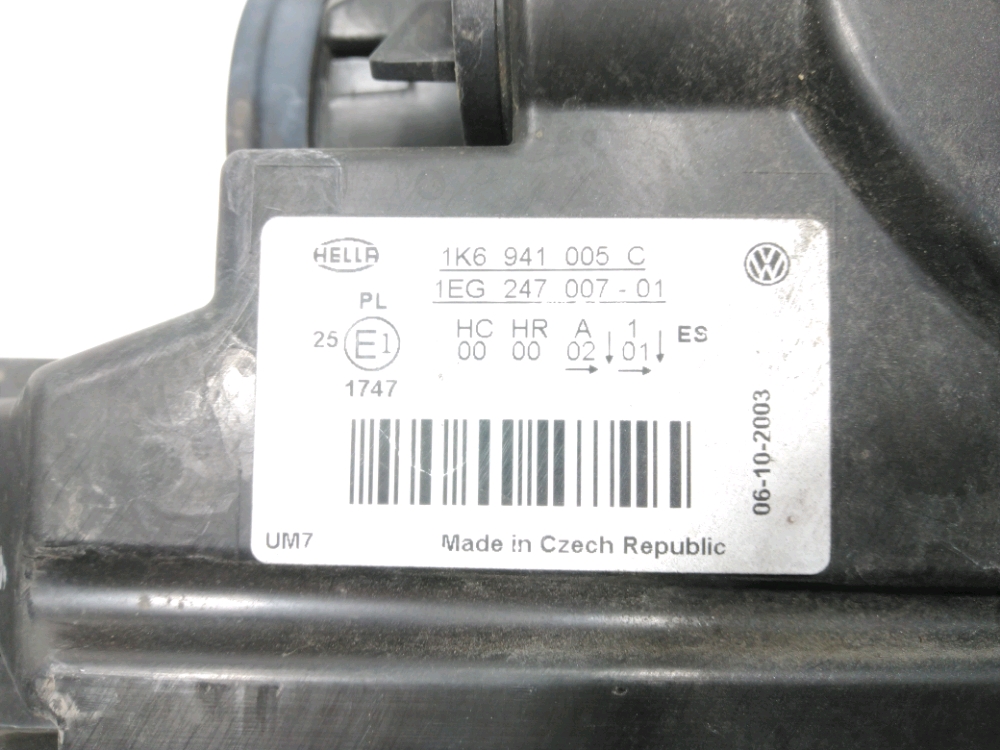 HELLA
1K6 941 005 C
1EG 247 007-01
PL
25 E1
1747
HC HR A 1 ES
00 00 02 01
06-10-2003
UM7
Made in Czech Republic